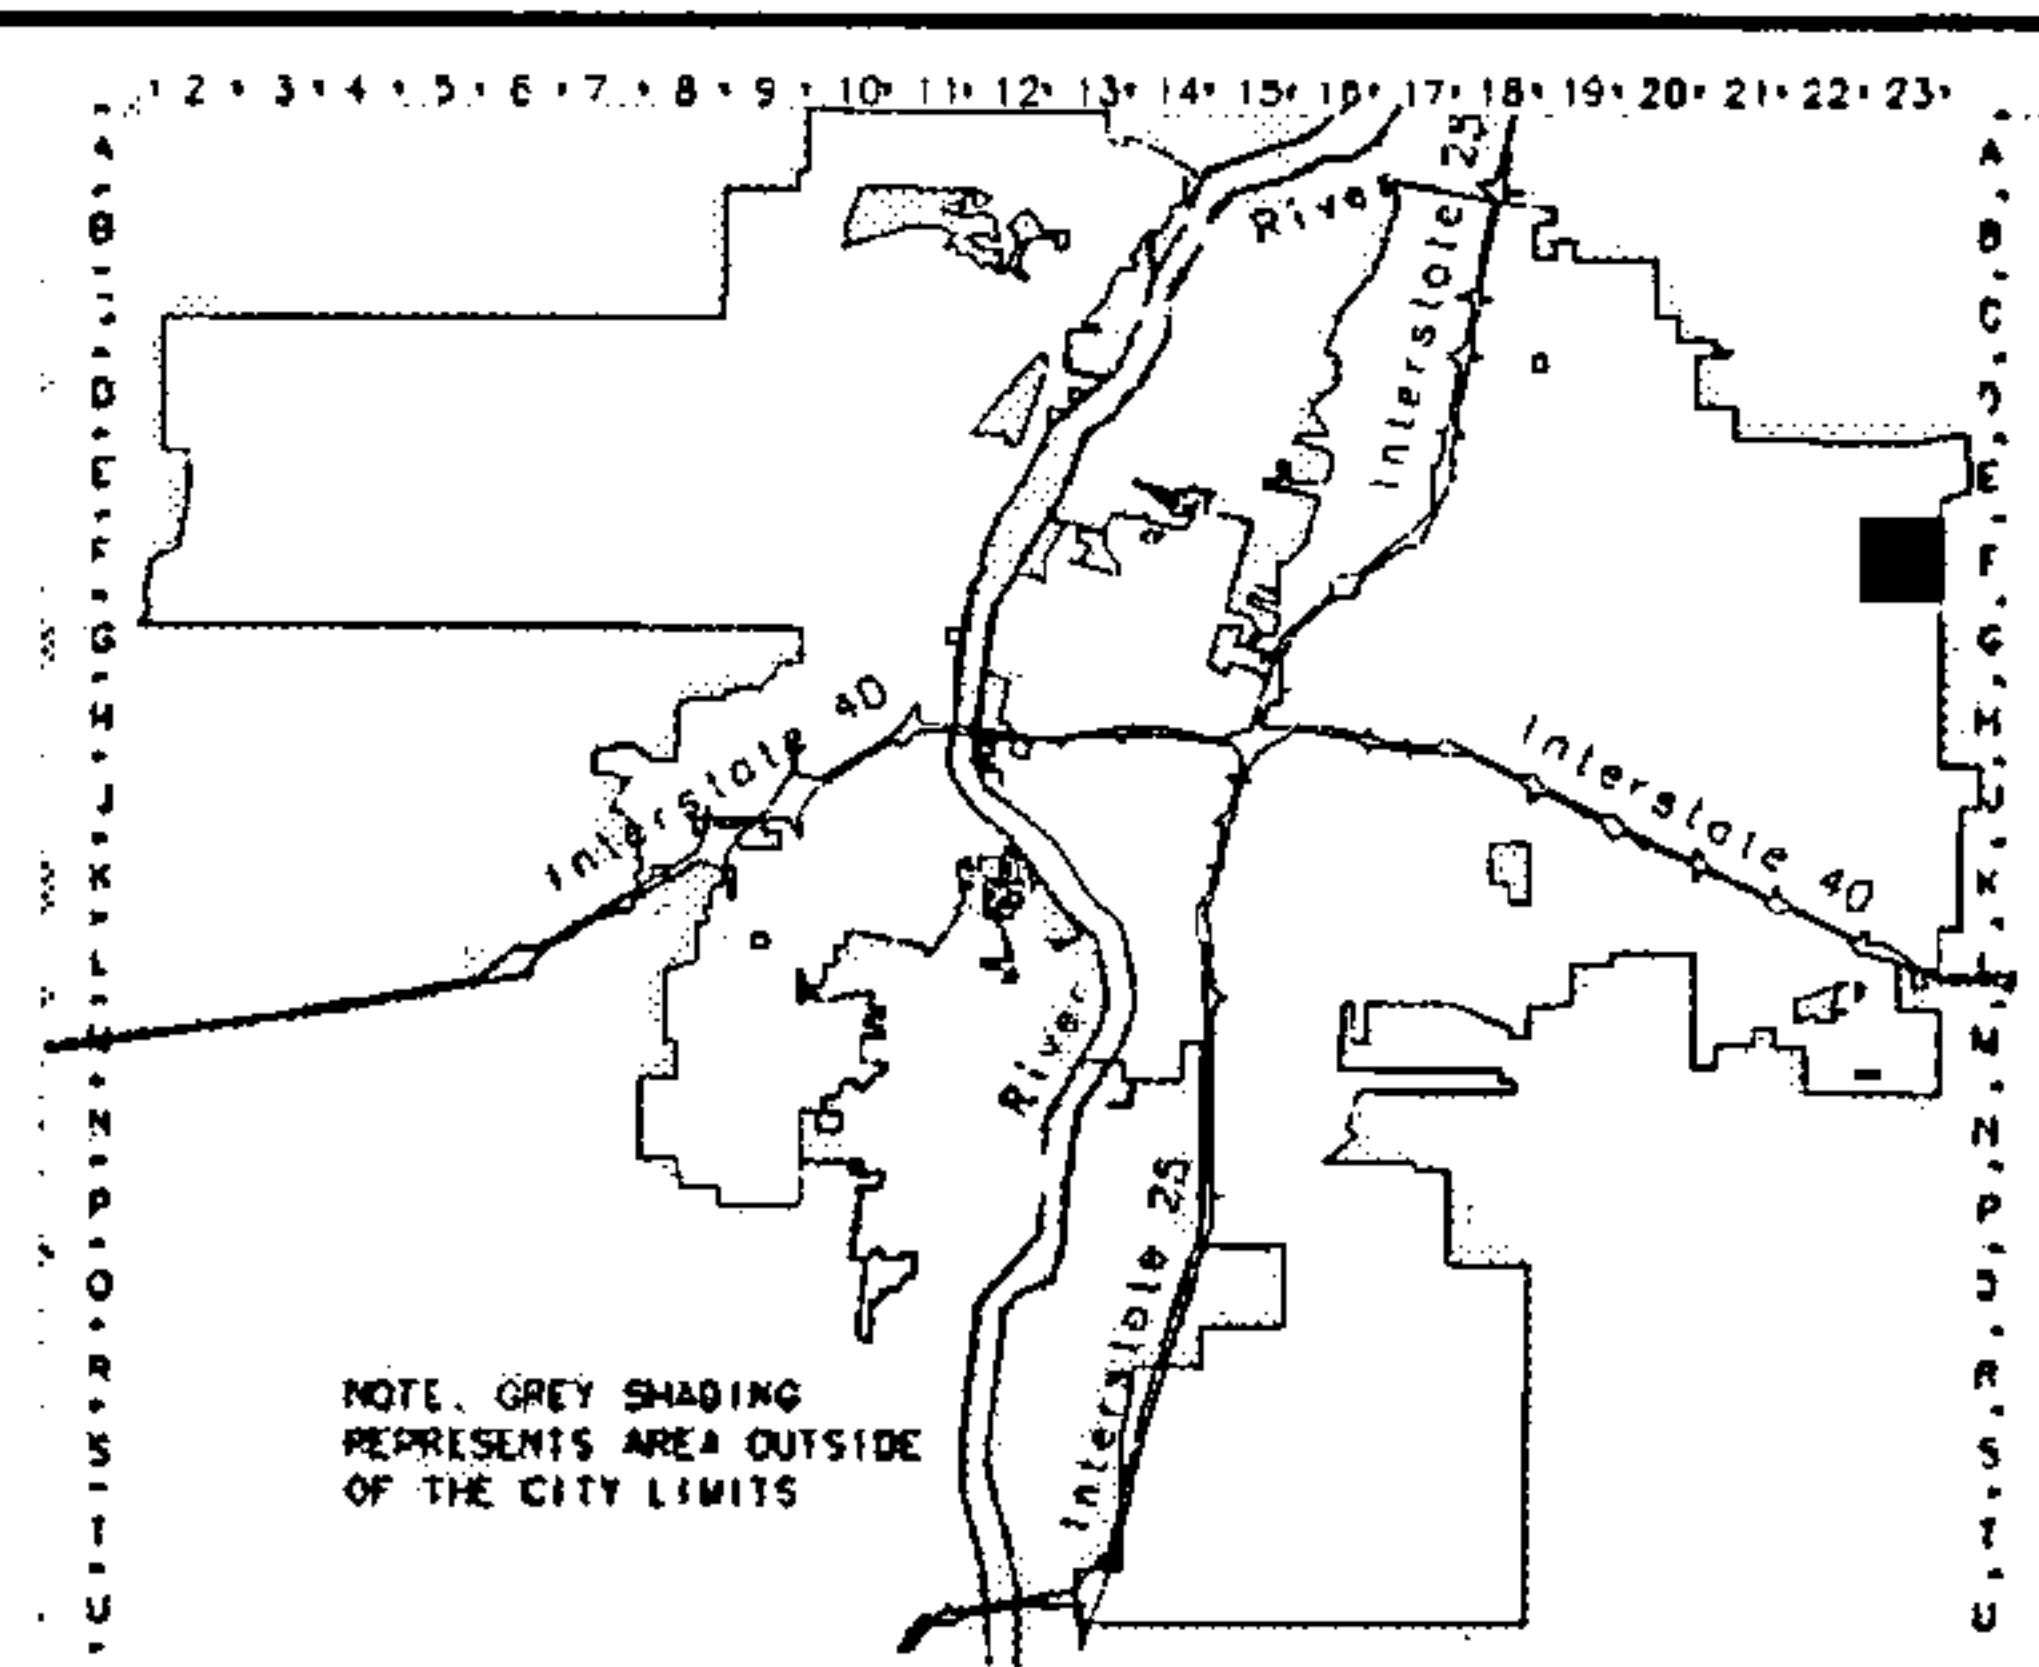 2 3 4 5 6 7 8 9 10 11 12 13 14 15 16 17 18 19 20 21 22 23
A
B
D
E
F
G
H
J
K
L
M
N
P
Q
R
S
T
U
A
B
C
D
E
F
G
H
J
K
L
M
N
P
R
S
T
U
River
Interstate 25
Interstate 40
Interstate 40
River
Interstate 25
NOTE. GREY SHADING
REPRESENTS AREA OUTSIDE
OF THE CITY LIMITS